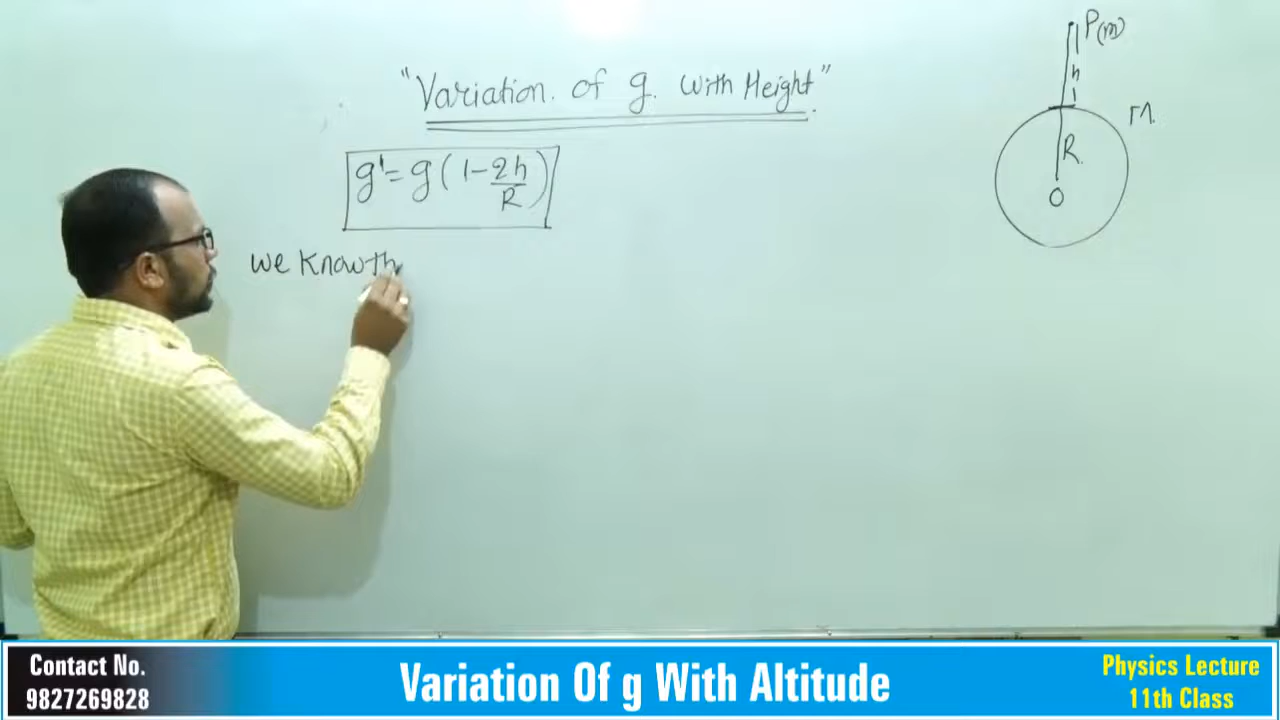 "Variation. of g. with Height"
g' = g (1 - 2h/R)
we know th
P(m)
h
M.
R.
O
Contact No.
9827269828
Variation Of g With Altitude
Physics Lecture
11th Class